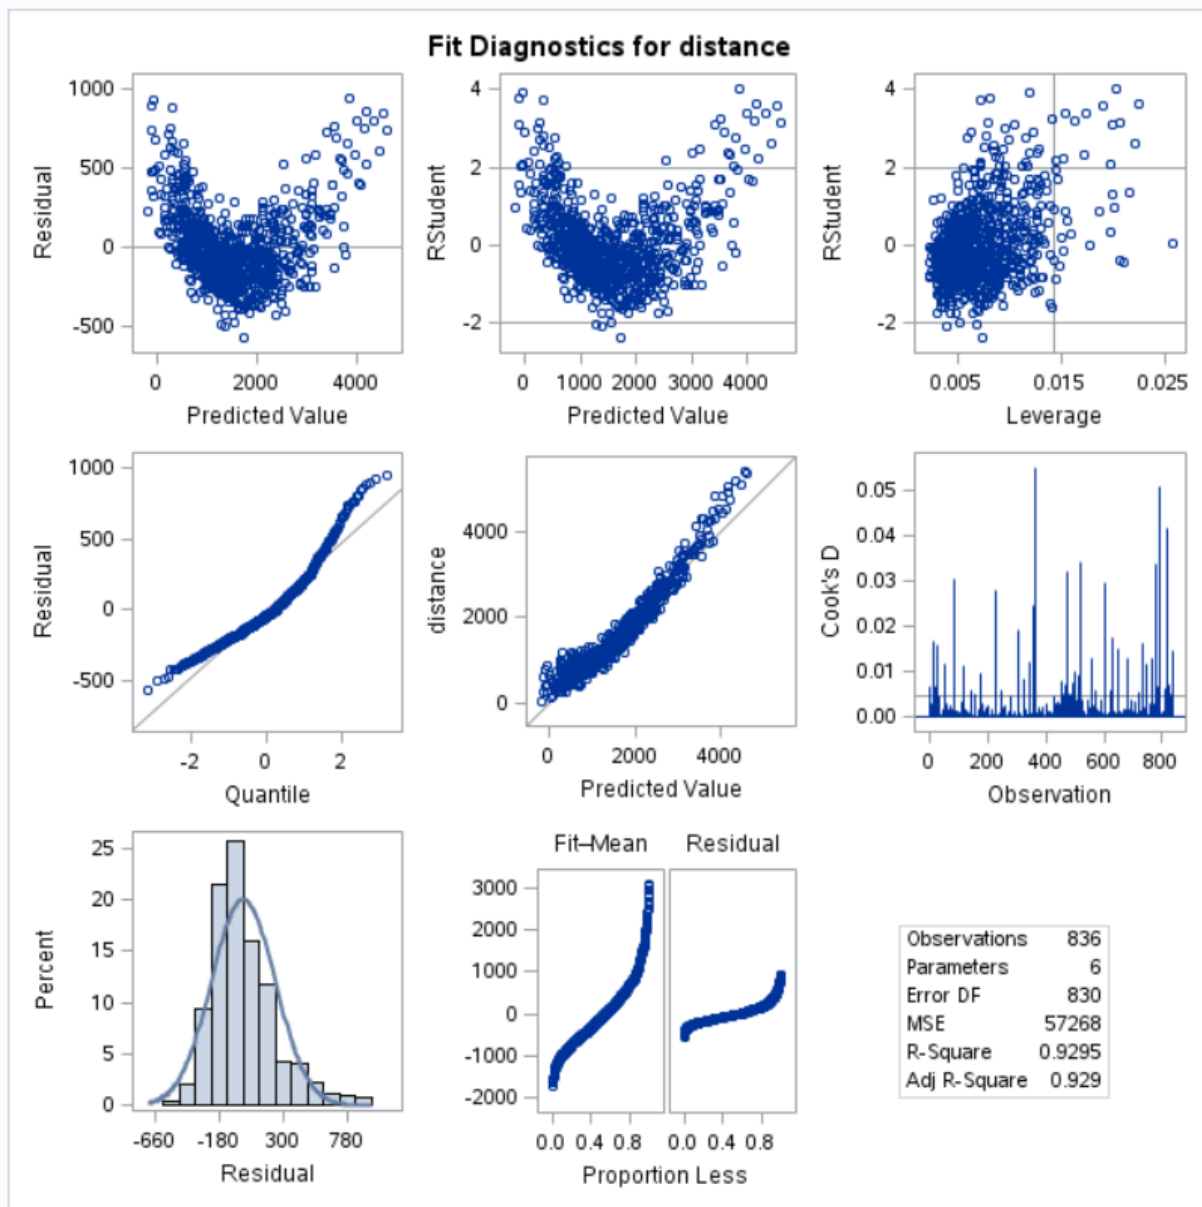 Fit Diagnostics for distance
1000
500
0
-500
Residual
0 2000 4000
Predicted Value
4
2
0
-2
RStudent
0 1000 2000 3000 4000
Predicted Value
4
2
0
-2
RStudent
0.005 0.015 0.025
Leverage
1000
500
0
-500
Residual
-2 0 2
Quantile
4000
2000
0
distance
0 2000 4000
Predicted Value
0.05
0.04
0.03
0.02
0.01
0.00
Cook's D
0 200 400 600 800
Observation
25
20
15
10
5
0
Percent
-660 -180 300 780
Residual
Fit–Mean Residual
3000
2000
1000
0
-1000
-2000
0.0 0.4 0.8 0.0 0.4 0.8
Proportion Less
Observations 836
Parameters 6
Error DF 830
MSE 57268
R-Square 0.9295
Adj R-Square 0.929